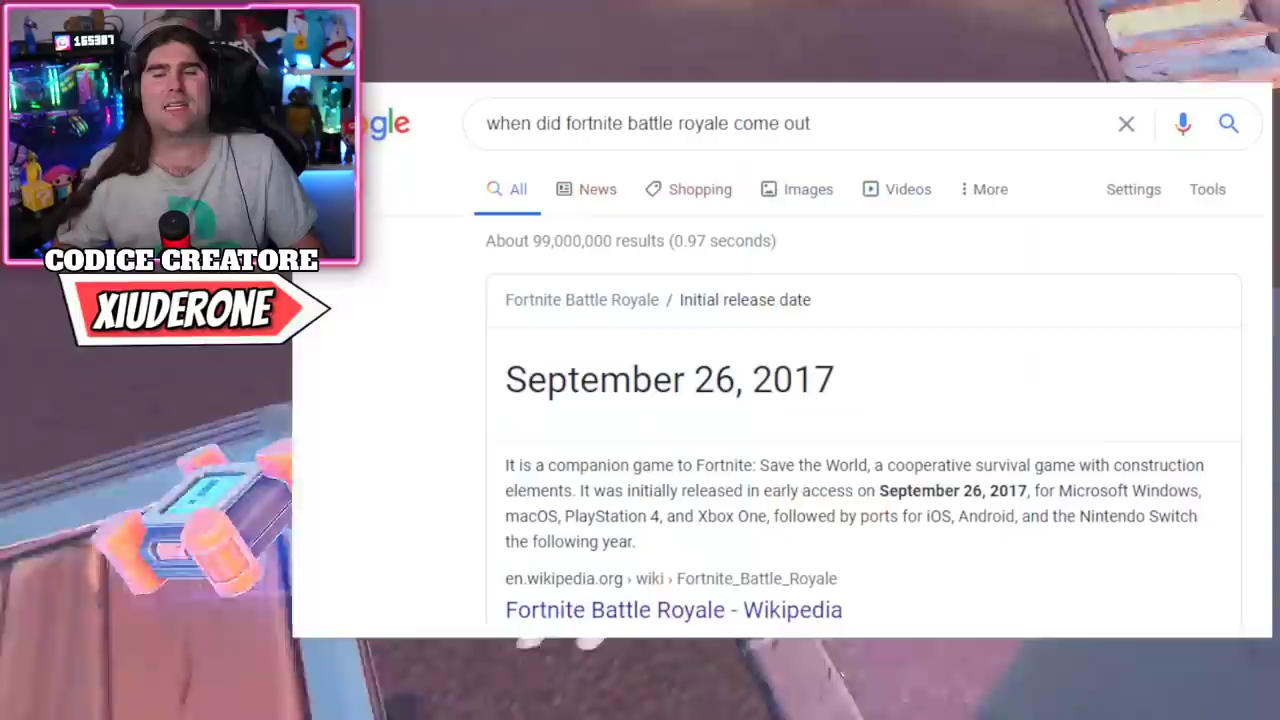 165387
CODICE CREATORE
XIUDERONE
gle
when did fortnite battle royale come out
All
News
Shopping
Images
Videos
More
Settings
Tools
About 99,000,000 results (0.97 seconds)
Fortnite Battle Royale / Initial release date
September 26, 2017
It is a companion game to Fortnite: Save the World, a cooperative survival game with construction
elements. It was initially released in early access on September 26, 2017, for Microsoft Windows,
macOS, PlayStation 4, and Xbox One, followed by ports for iOS, Android, and the Nintendo Switch
the following year.
en.wikipedia.org › wiki › Fortnite_Battle_Royale
Fortnite Battle Royale - Wikipedia